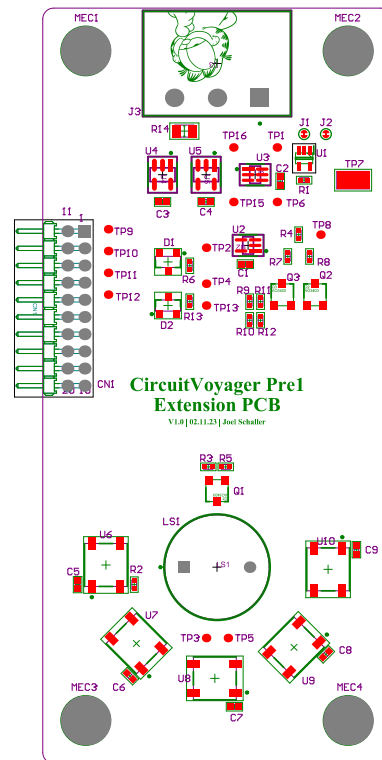 MEC1
MEC2
J3
R14
TP16
TP1
J1
J2
U4
U5
U3
U1
C2
TP7
R1
C3
C4
TP15
TP6
I1
I
TP9
TP8
U2
R4
TP10
D1
TP2
R7
R8
TP11
R6
C1
TP12
TP4
Q3
Q2
D2
R13
TP13
R9
R11
R10
R12
CN1
CircuitVoyager Pre1
Extension PCB
V1.0 | 02.11.23 | Joel Schaller
R3
R5
Q1
LS1
S1
U6
U10
C9
C5
R2
U7
TP3
TP5
C8
C6
U8
U9
MEC3
C7
MEC4